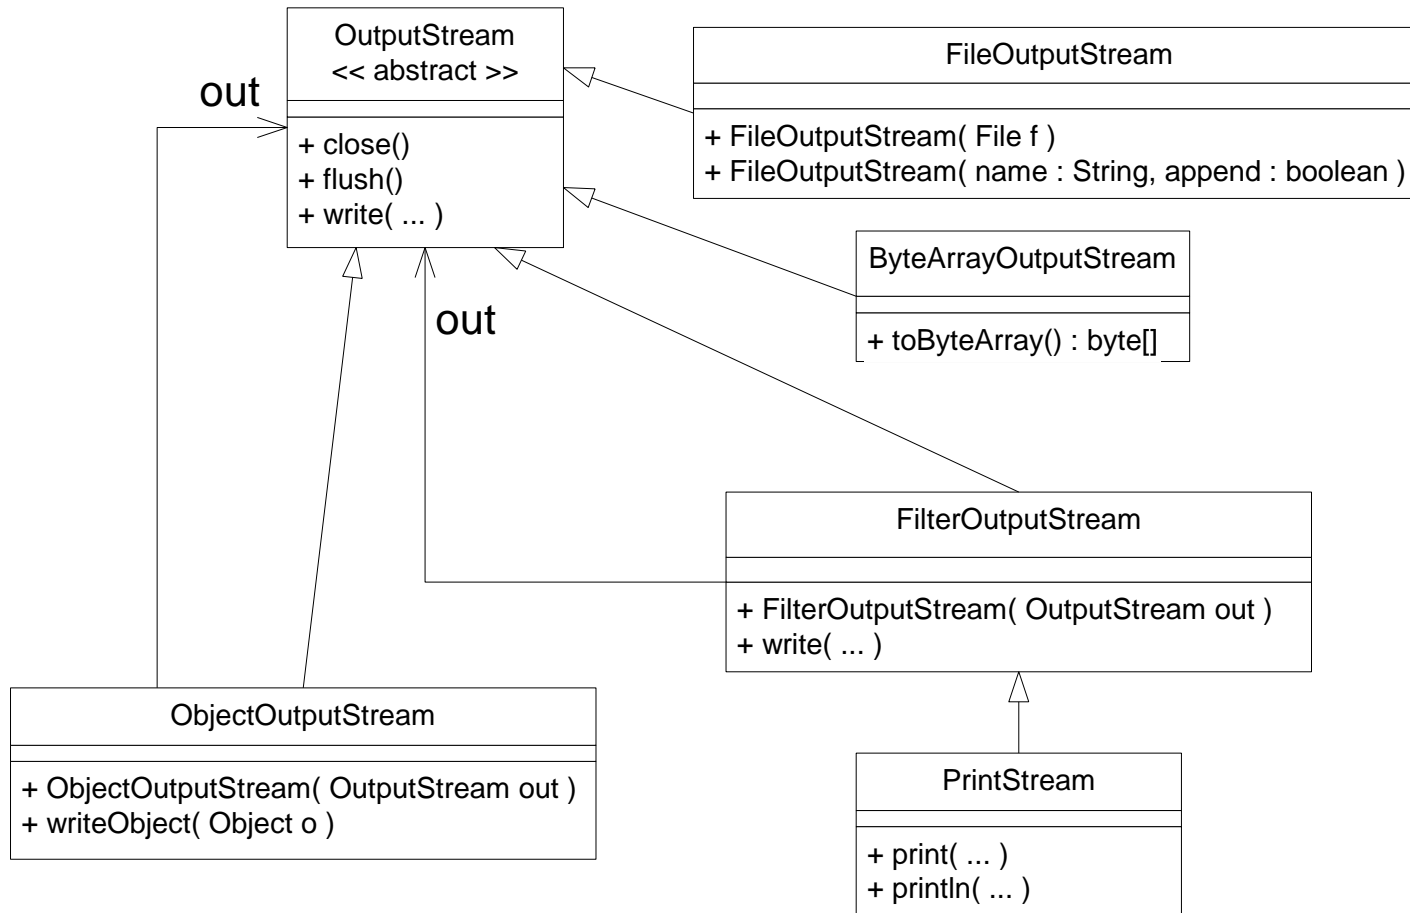 OutputStream
<< abstract >>
+ close()
+ flush()
+ write( ... )
out
out
FileOutputStream
+ FileOutputStream( File f )
+ FileOutputStream( name : String, append : boolean )
ByteArrayOutputStream
+ toByteArray() : byte[]
FilterOutputStream
+ FilterOutputStream( OutputStream out )
+ write( ... )
ObjectOutputStream
+ ObjectOutputStream( OutputStream out )
+ writeObject( Object o )
PrintStream
+ print( ... )
+ println( ... )